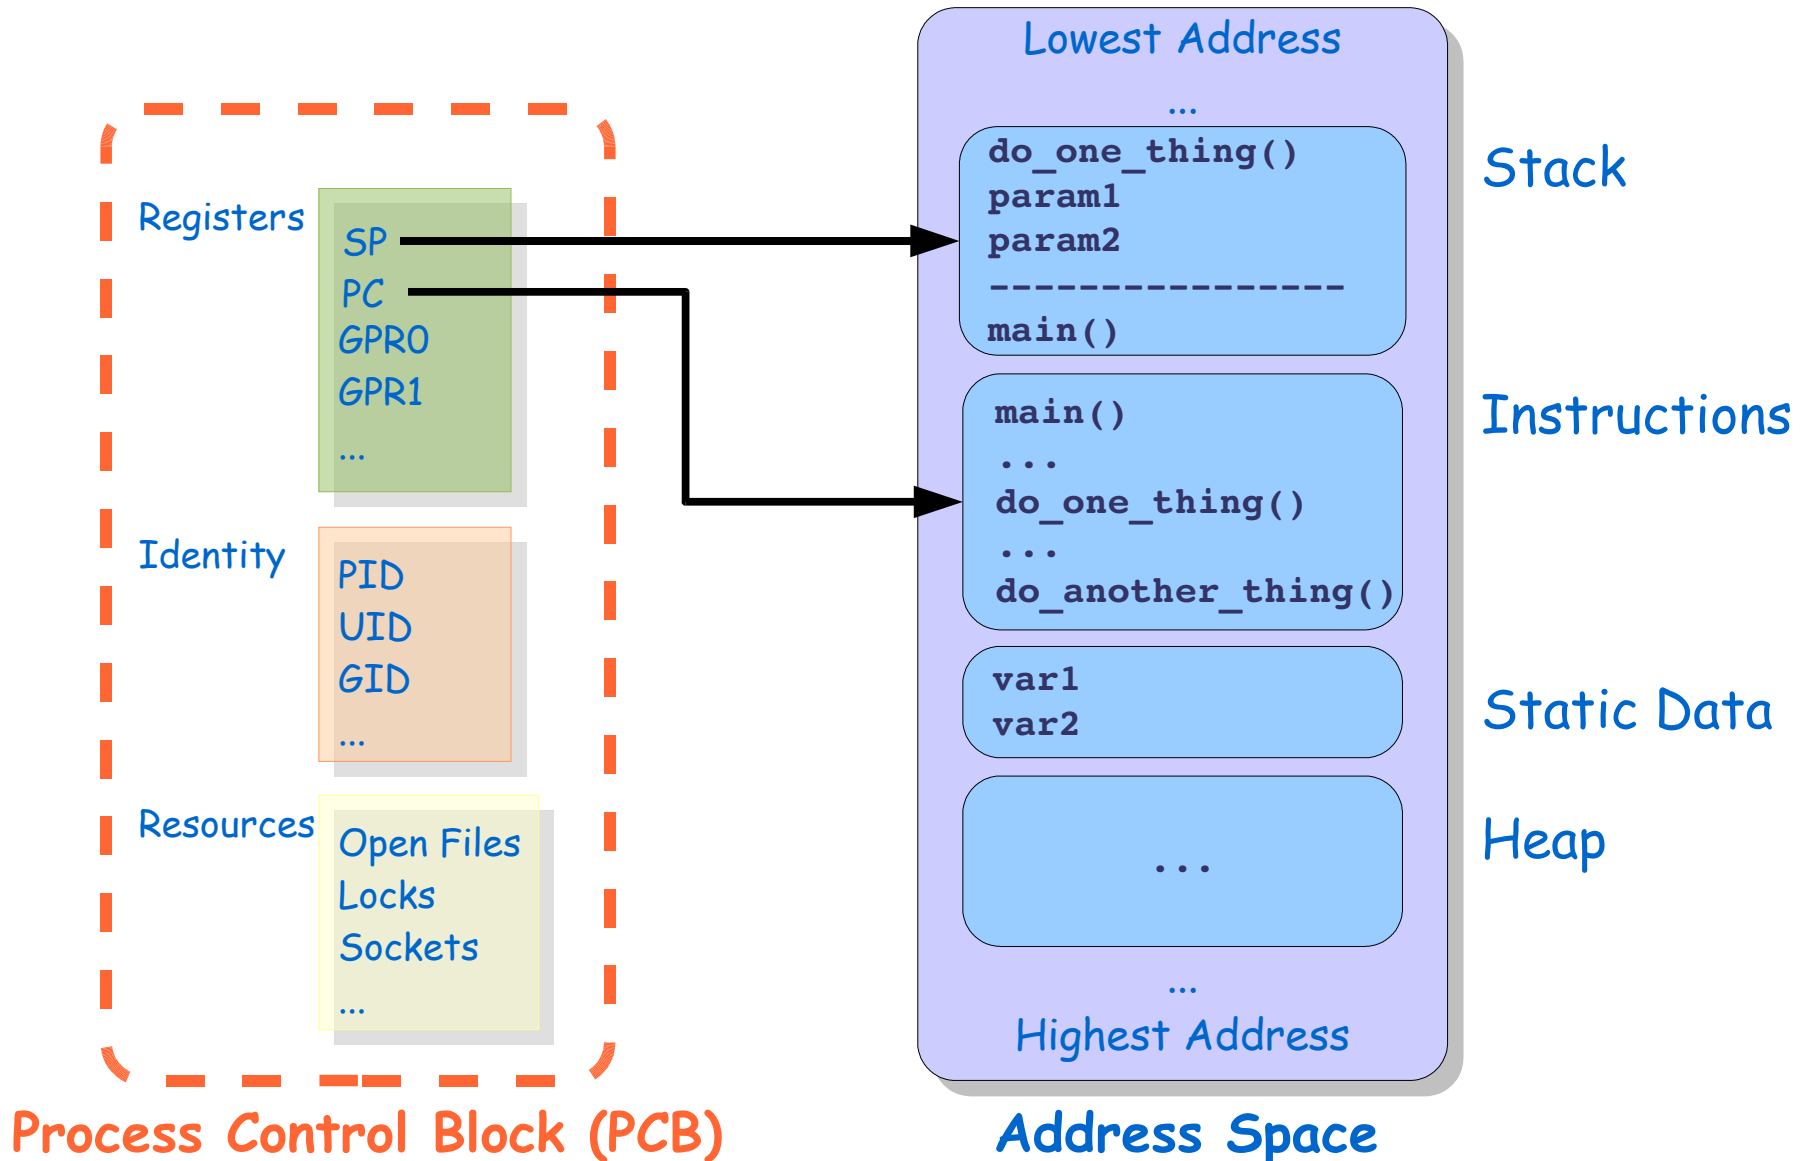 Registers
SP
PC
GPR0
GPR1
...
Identity
PID
UID
GID
...
Resources
Open Files
Locks
Sockets
...
Process Control Block (PCB)
Lowest Address
...
do_one_thing()
param1
param2
----------------
main()
Stack
main()
...
do_one_thing()
...
do_another_thing()
Instructions
var1
var2
Static Data
...
Heap
...
Highest Address
Address Space